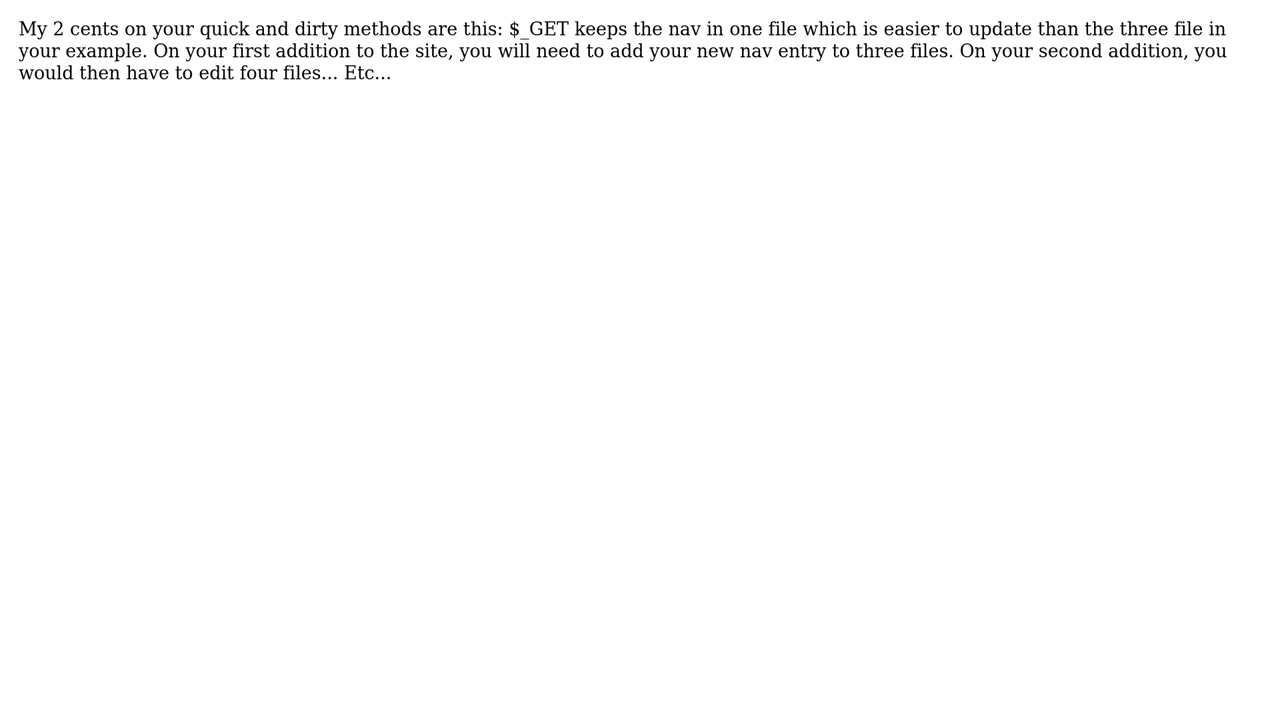 My 2 cents on your quick and dirty methods are this: $_GET keeps the nav in one file which is easier to update than the three file in
your example. On your first addition to the site, you will need to add your new nav entry to three files. On your second addition, you
would then have to edit four files... Etc...